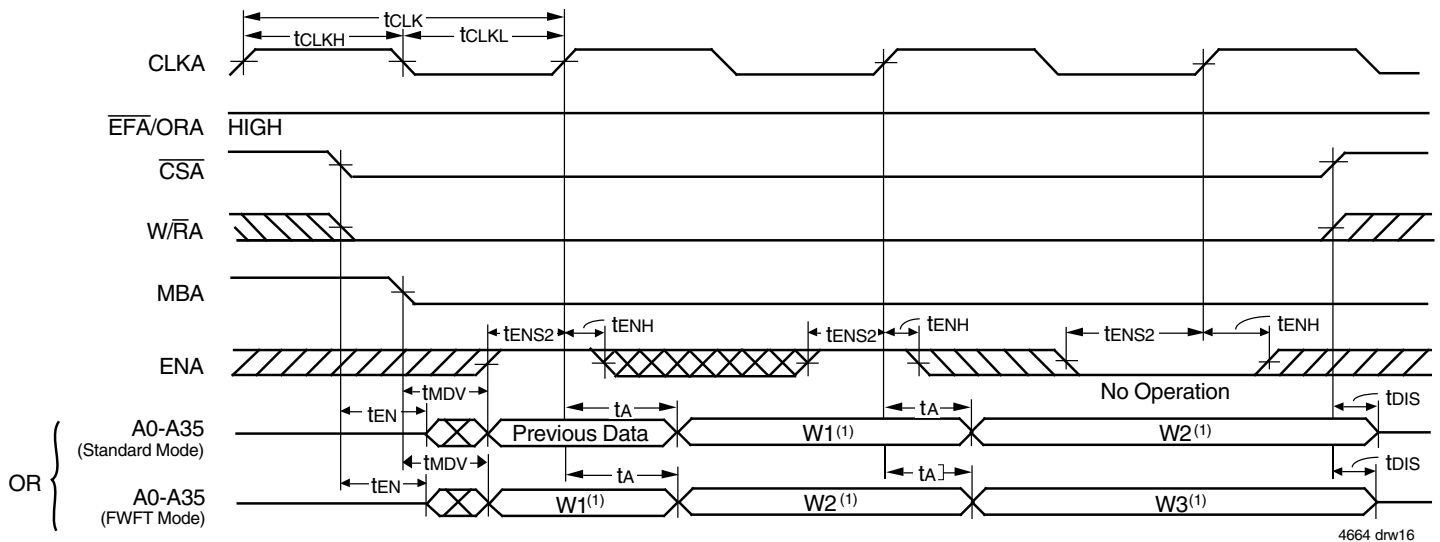 tCLK
tCLKH tCLKL
CLKA
EFA/ORA HIGH
CSA
W/RA
MBA
tENS2 tENH tENS2 tENH tENS2 tENH
ENA
No Operation
tMDV
tEN tA tA tDIS
A0-A35 Previous Data W1(1) W2(1)
(Standard Mode)
OR
tMDV
tEN tA tA tDIS
A0-A35 W1(1) W2(1) W3(1)
(FWFT Mode)
4664 drw16